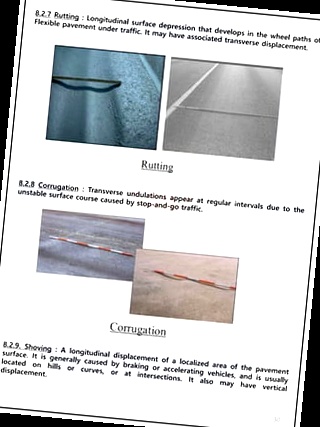 8.2.7 Rutting : Longitudinal surface depression that develops in the wheel paths of
Flexible pavement under traffic. It may have associated transverse displacement.
Rutting
8.2.8 Corrugation : Transverse undulations appear at regular intervals due to the
unstable surface course caused by stop-and-go traffic.
Corrugation
8.2.9. Shoving : A longitudinal displacement of a localized area of the pavement
surface. It is generally caused by braking or accelerating vehicles, and is usually
located on hills or curves, or at intersections. It also may have vertical
displacement.